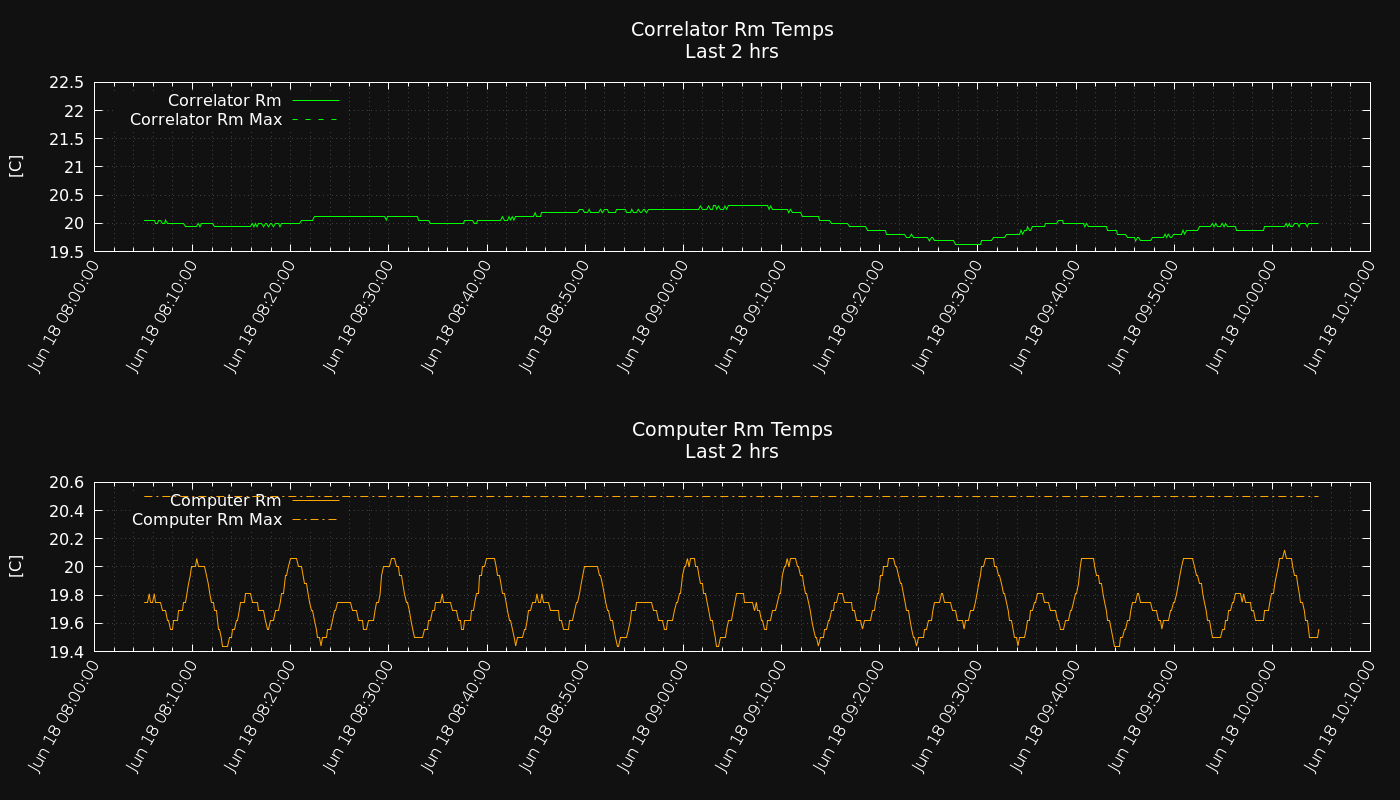 Correlator Rm Temps
Last 2 hrs
22.5
22
21.5
21
20.5
20
19.5
[C]
Correlator Rm
Correlator Rm Max
Jun 18 08:00:00
Jun 18 08:10:00
Jun 18 08:20:00
Jun 18 08:30:00
Jun 18 08:40:00
Jun 18 08:50:00
Jun 18 09:00:00
Jun 18 09:10:00
Jun 18 09:20:00
Jun 18 09:30:00
Jun 18 09:40:00
Jun 18 09:50:00
Jun 18 10:00:00
Jun 18 10:10:00
Computer Rm Temps
Last 2 hrs
20.6
20.4
20.2
20
19.8
19.6
19.4
[C]
Computer Rm
Computer Rm Max
Jun 18 08:00:00
Jun 18 08:10:00
Jun 18 08:20:00
Jun 18 08:30:00
Jun 18 08:40:00
Jun 18 08:50:00
Jun 18 09:00:00
Jun 18 09:10:00
Jun 18 09:20:00
Jun 18 09:30:00
Jun 18 09:40:00
Jun 18 09:50:00
Jun 18 10:00:00
Jun 18 10:10:00